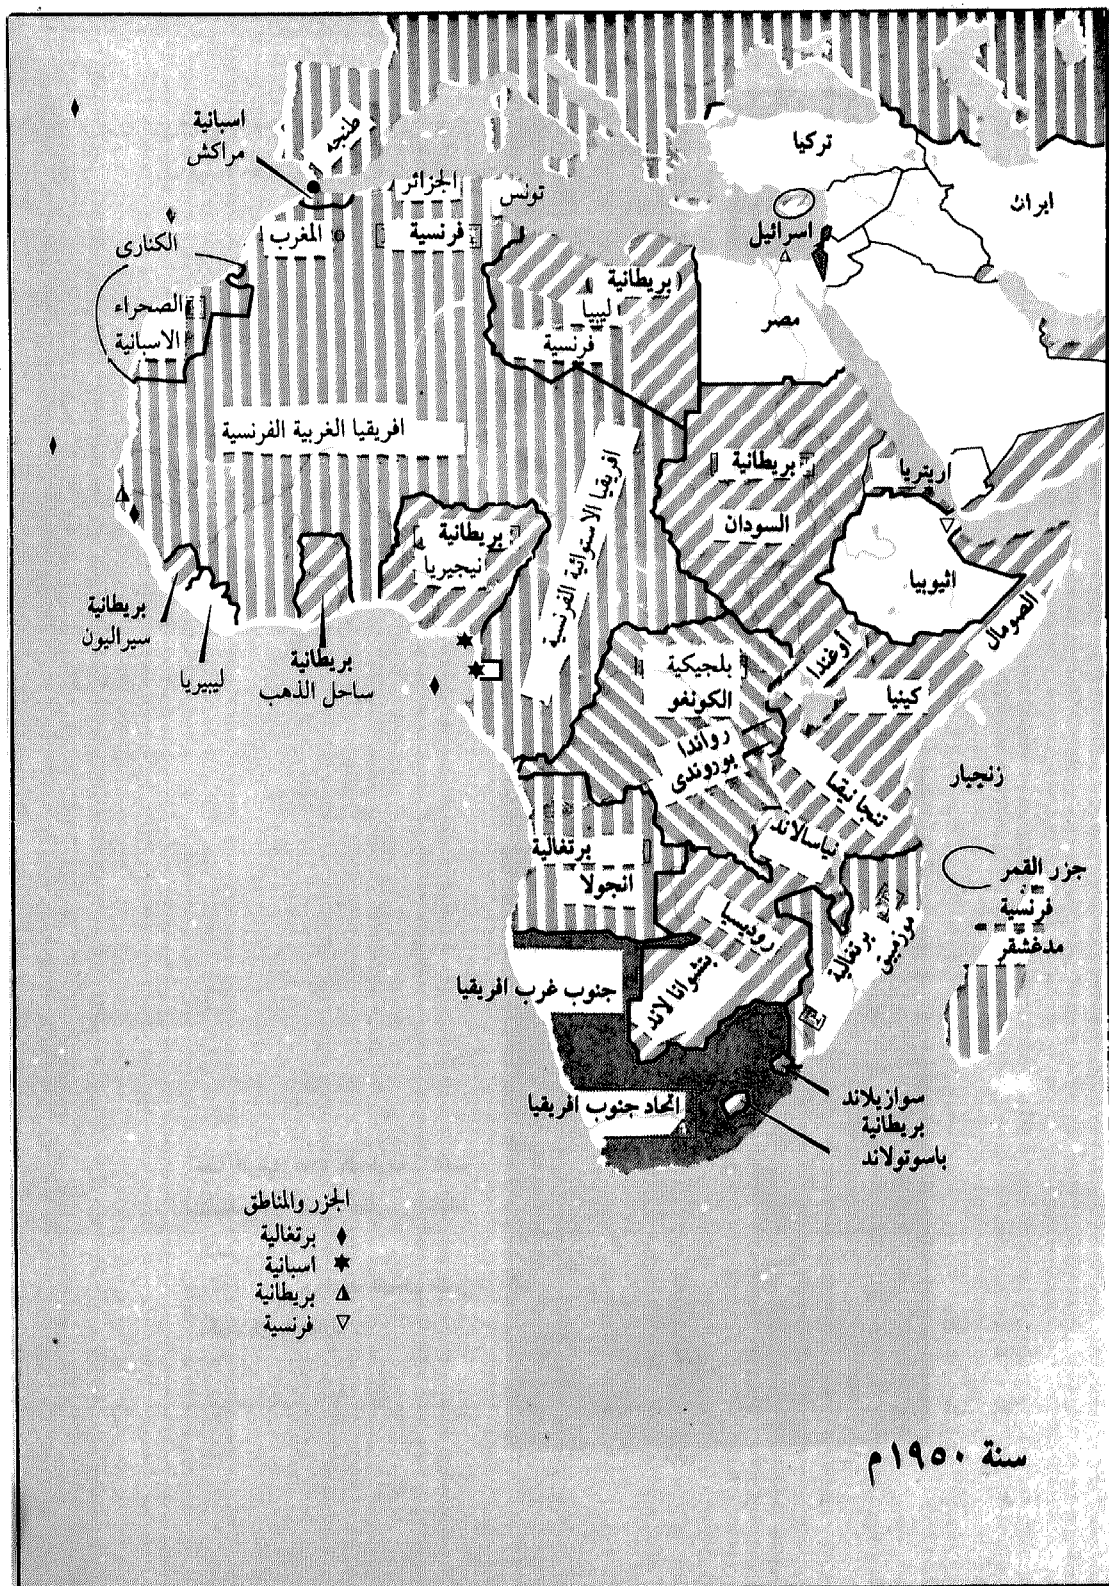 اسبانية
مراكش
طنجه
الجزائر
تونس
تركيا
ايران
الكنارى
المغرب
فرنسية
اسرائيل
الصحراء
الاسبانية
بريطانية
ليبيا
فرنسية
مصر
افريقيا الغربية الفرنسية
افريقيا الاستوائية الفرنسية
بريطانية
السودان
اريتريا
بريطانية
نيجيريا
اثيوبيا
الصومال
بريطانية
سيراليون
ليبيريا
بريطانية
ساحل الذهب
بلجيكية
الكونغو
أوغندا
كينيا
رواندا
بوروندى
زنجبار
تنجانيقا
نياسالاند
برتغالية
انجولا
جزر القمر
فرنسية
مدغشقر
روديسيا
برتغالية
موزمبيق
بتشوانا لاند
جنوب غرب افريقيا
اتحاد جنوب افريقيا
سوازيلاند
بريطانية
باسوتولاند
الجزر والمناطق
برتغالية
اسبانية
بريطانية
فرنسية
سنة ١٩٥٠م